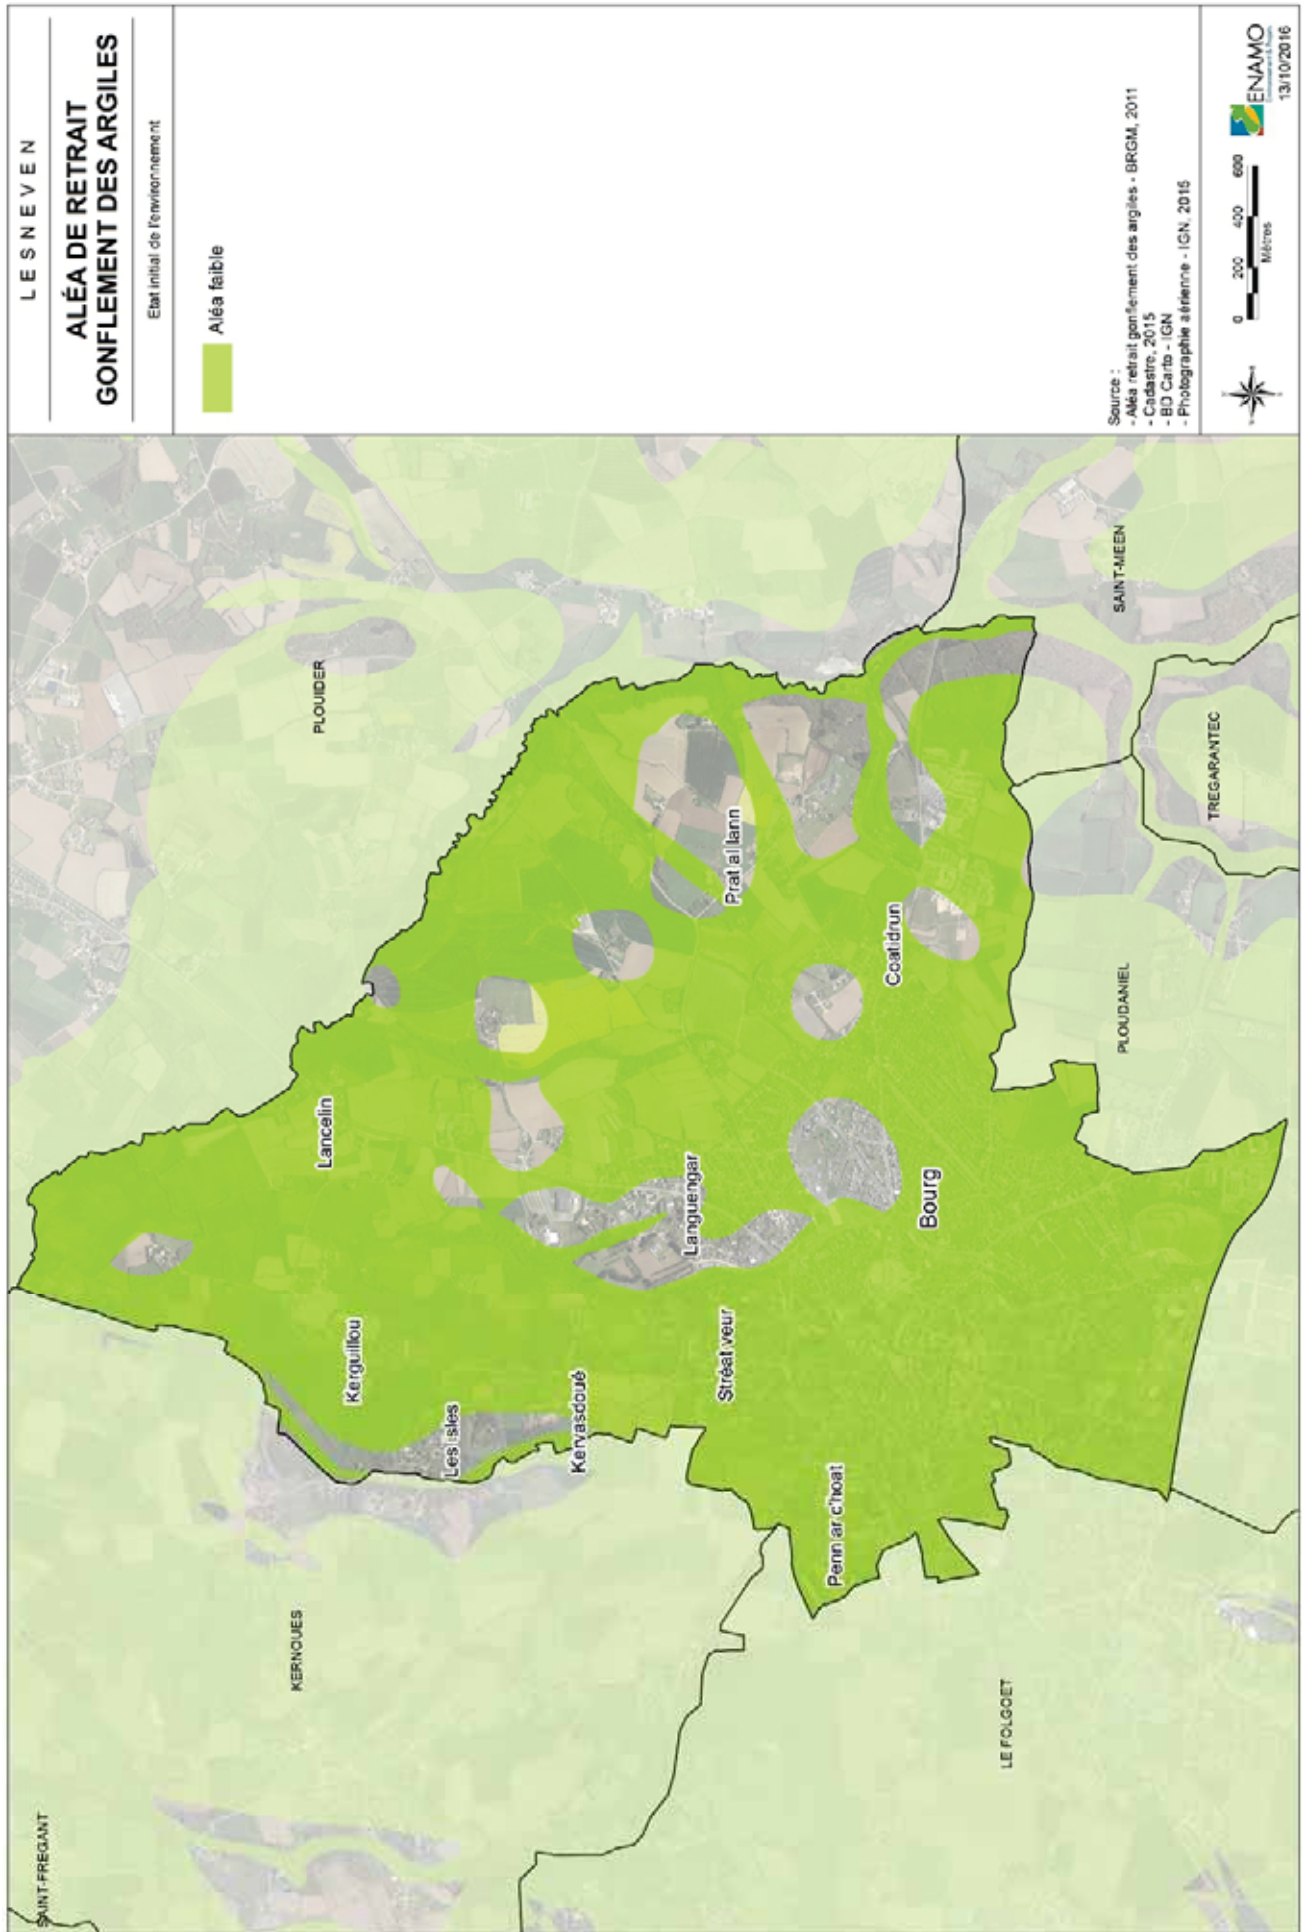 LESNEVEN
ALÉA DE RETRAIT
GONFLEMENT DES ARGILES
Etat initial de l'environnement
Aléa faible
Source :
- Aléa retrait gonflement des argiles - BRGM, 2011
- Cadastre, 2015
- BD Carto - IGN
- Photographie aérienne - IGN, 2015
0 200 400 600
Mètres
ENAMO
13/10/2016
SAINT-FREGANT
KERNOUES
PLOUIDER
Lancelin
Kerguillou
Les Isles
Kervasdoué
Languengar
Stréat veur
Prat al lann
Penn ar c'hoat
Coatidrun
Bourg
LE FOLGOET
PLOUDANIEL
SAINT-MEEN
TREGARANTEC